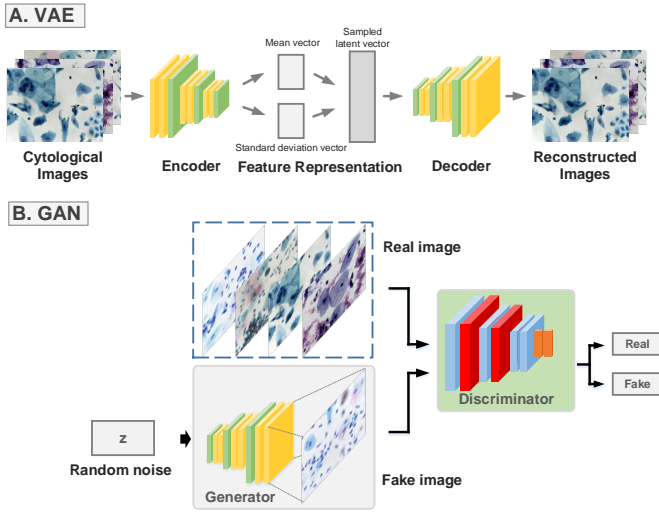 A. VAE
Mean vector
Sampled
latent vector
Standard deviation vector
Cytological
Images
Encoder
Feature Representation
Decoder
Reconstructed
Images
B. GAN
Real image
Real
Fake
Discriminator
z
Random noise
Generator
Fake image